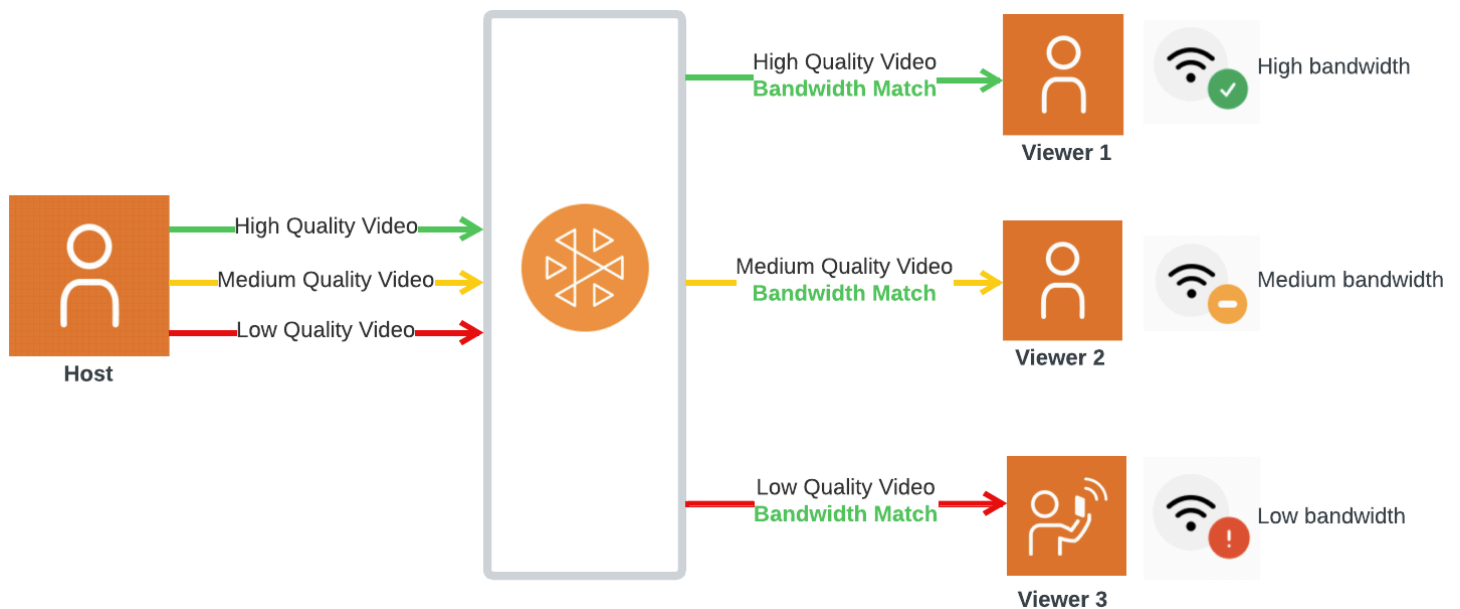 High Quality Video
Bandwidth Match
High bandwidth
Viewer 1
High Quality Video
Medium Quality Video
Low Quality Video
Host
Medium Quality Video
Bandwidth Match
Medium bandwidth
Viewer 2
Low Quality Video
Bandwidth Match
Low bandwidth
Viewer 3